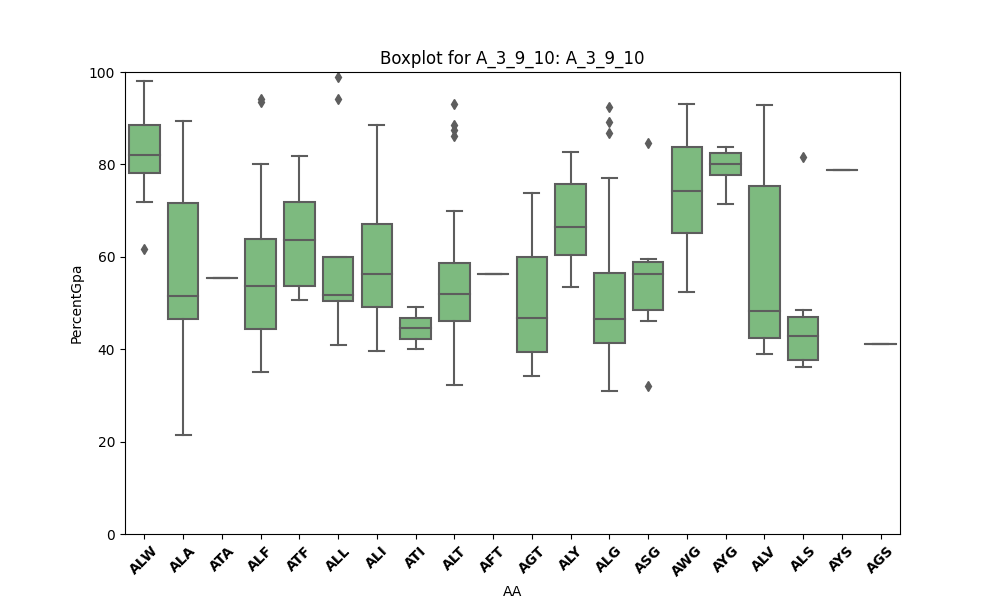 Boxplot for A_3_9_10: A_3_9_10
100
80
60
40
20
0
PercentGpa
ALW ALA ATA ALF ATF ALL ALI ATI ALT AFT AGT ALY ALG ASG AWG AYG ALV ALS AYS AGS
AA